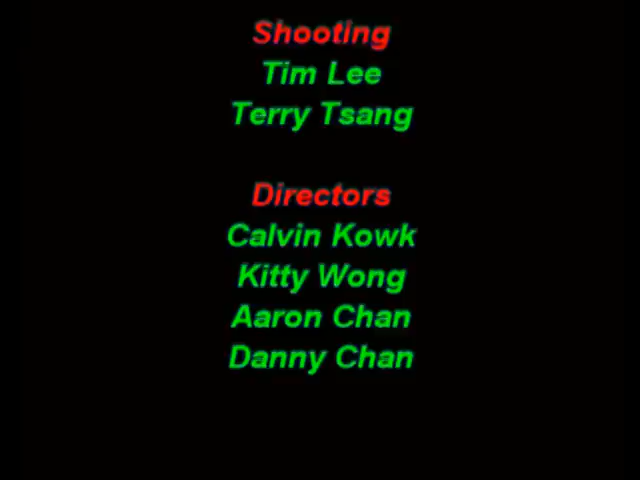 Shooting
Tim Lee
Terry Tsang
Directors
Calvin Kowk
Kitty Wong
Aaron Chan
Danny Chan